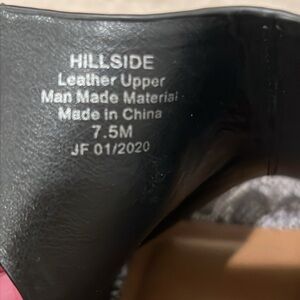 HILLSIDE
Leather Upper
Man Made Material
Made in China
7.5M
JF 01/2020